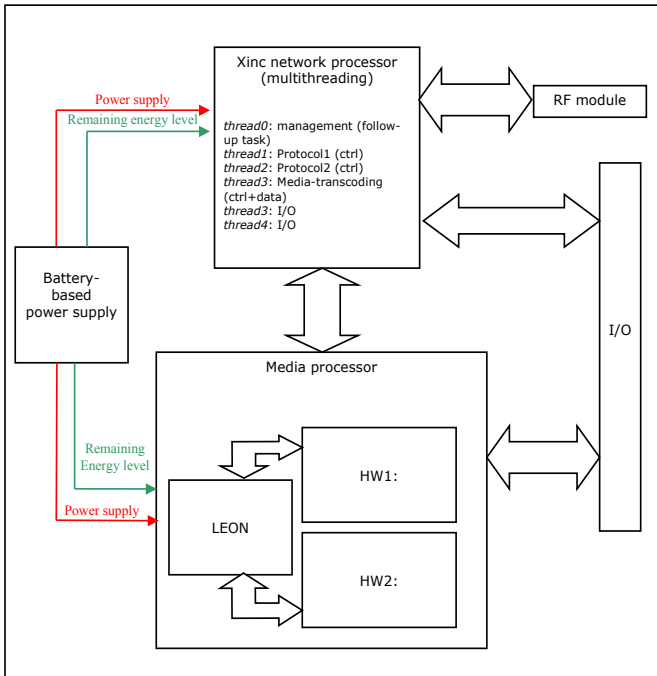 Xinc network processor
(multithreading)
Power supply
Remaining energy level
thread0: management (follow-
up task)
thread1: Protocol1 (ctrl)
thread2: Protocol2 (ctrl)
thread3: Media-transcoding
(ctrl+data)
thread3: I/O
thread4: I/O
RF module
Battery-
based
power supply
I/O
Media processor
Remaining
Energy level
Power supply
LEON
HW1:
HW2: